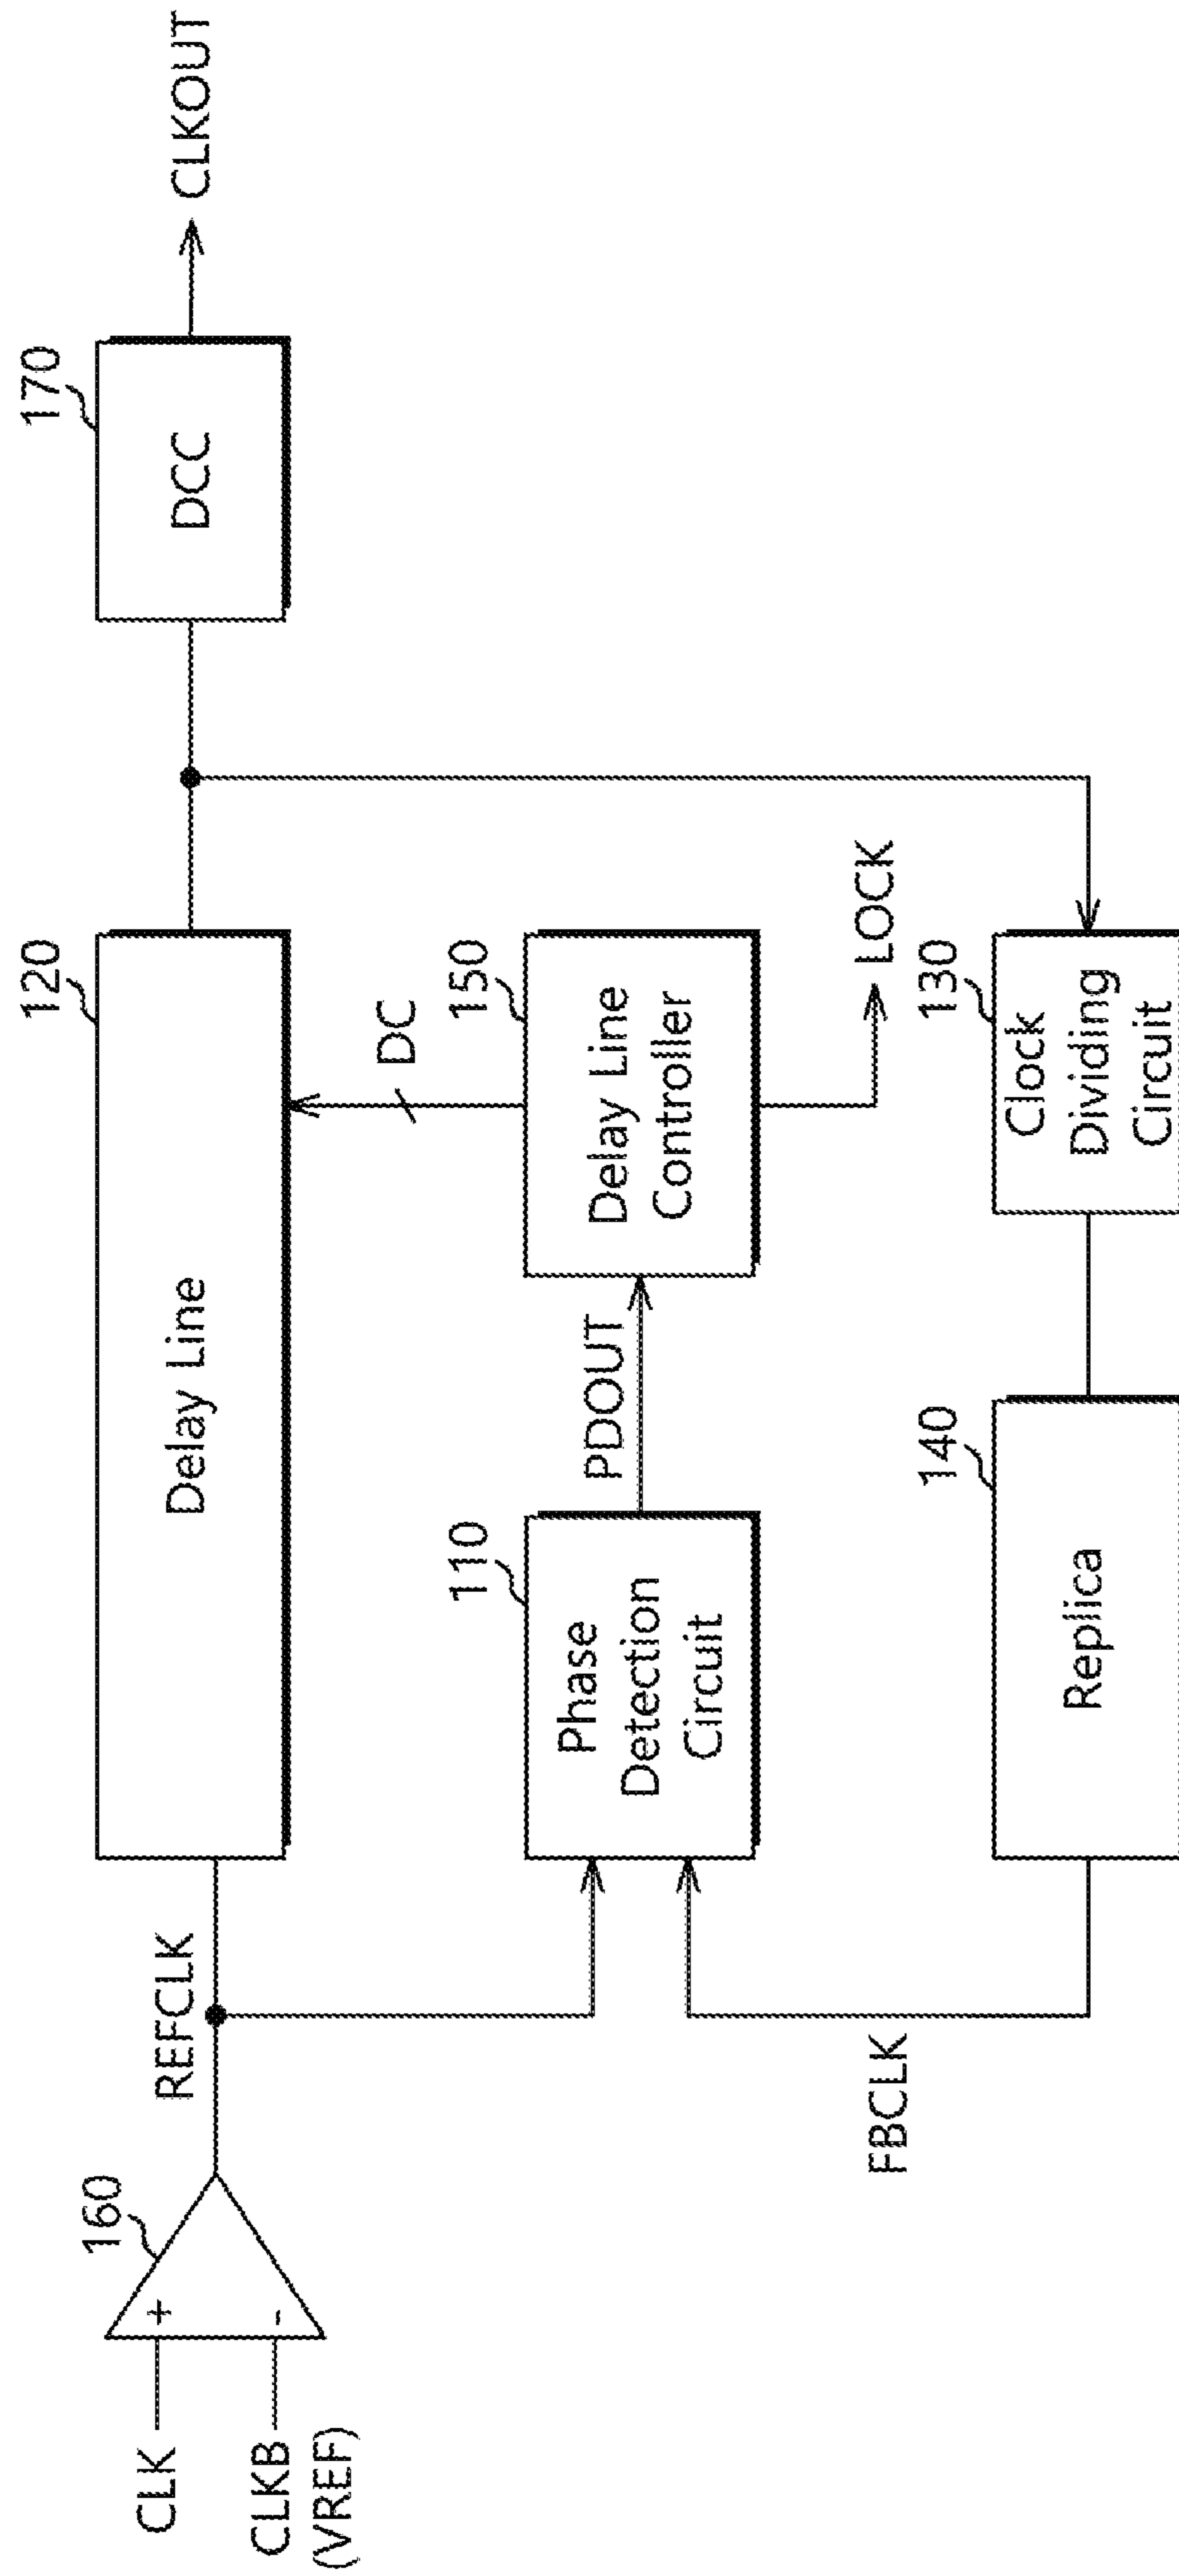 160
CLK
CLKB
(VREF)
+
-
REFCLK
120
Delay Line
170
DCC
CLKOUT
110
Phase
Detection
Circuit
PDOUT
150
Delay Line
Controller
DC
LOCK
FBCLK
140
Replica
130
Clock
Dividing
Circuit